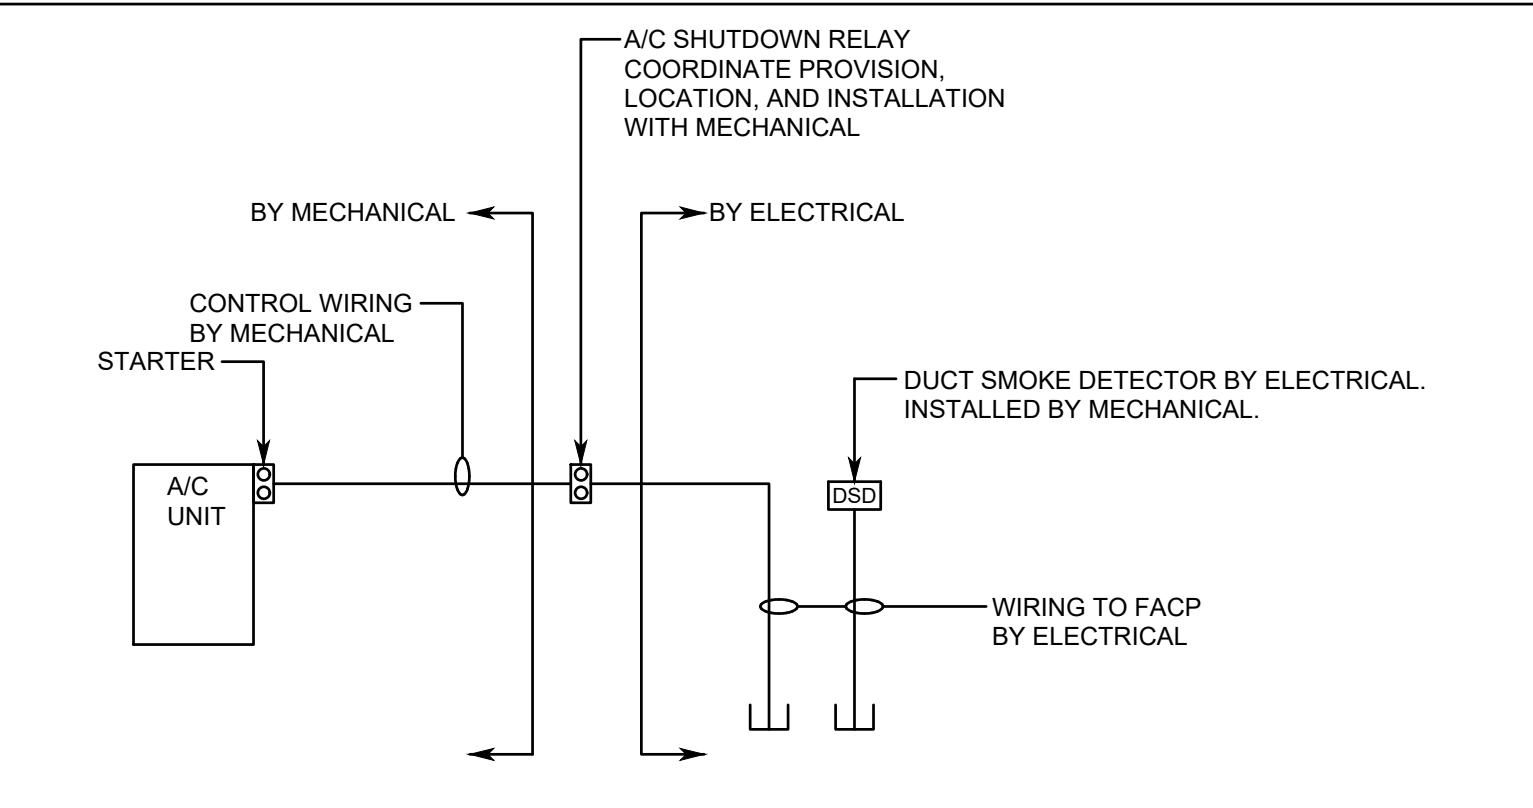 A/C SHUTDOWN RELAY
COORDINATE PROVISION,
LOCATION, AND INSTALLATION
WITH MECHANICAL
BY MECHANICAL
BY ELECTRICAL
CONTROL WIRING
BY MECHANICAL
STARTER
DUCT SMOKE DETECTOR BY ELECTRICAL.
INSTALLED BY MECHANICAL.
A/C
UNIT
DSD
WIRING TO FACP
BY ELECTRICAL